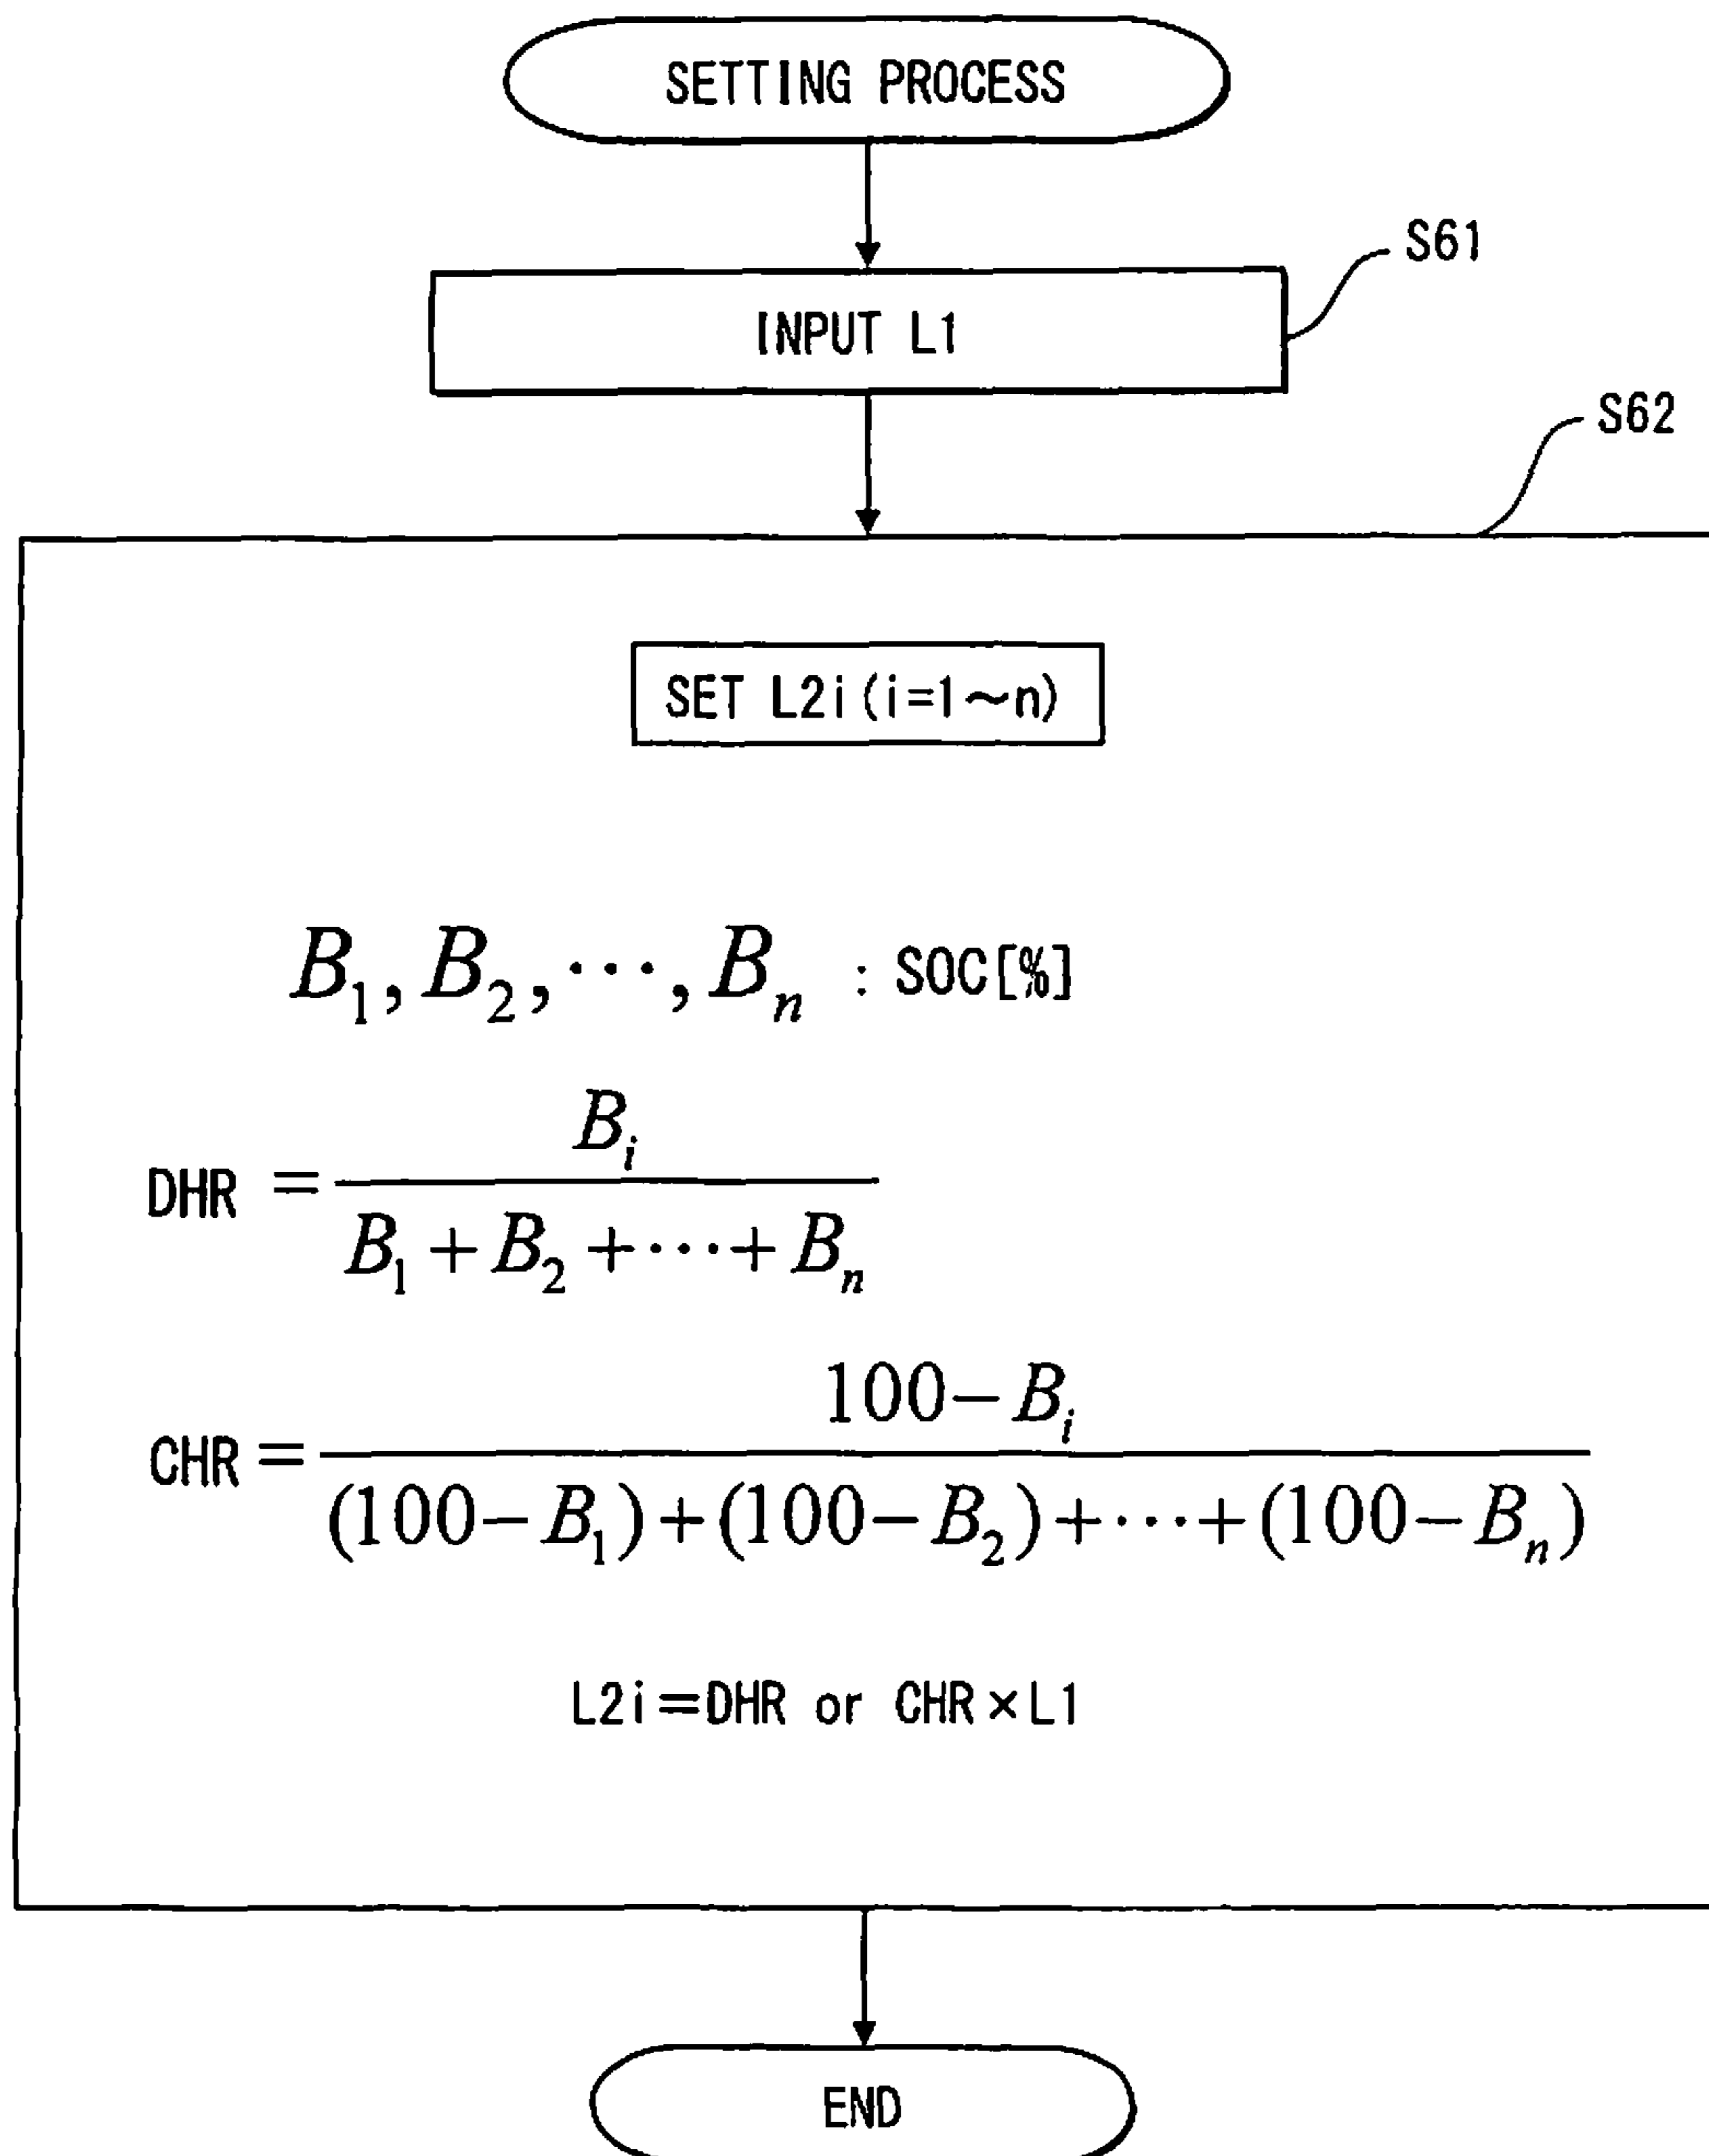 SETTING PROCESS
S61
INPUT L1
S62
SET L2i (i=1～n)
B₁, B₂, ⋯, Bₙ : SOC[%]
DHR = Bᵢ / (B₁ + B₂ + ⋯ + Bₙ)
CHR = (100 − Bᵢ) / ((100 − B₁) + (100 − B₂) + ⋯ + (100 − Bₙ))
L2i=DHR or CHR×L1
END